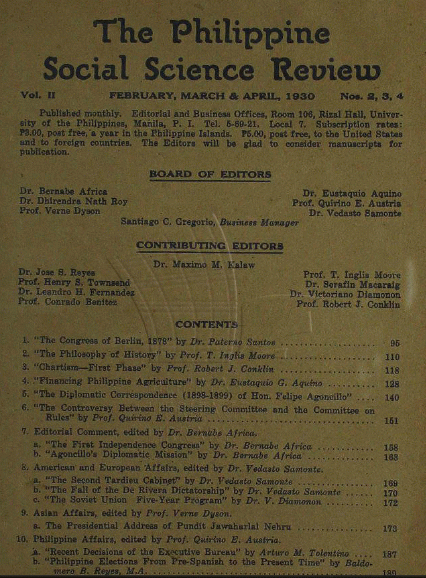 The Philippine
Social Science Review
Vol. II FEBRUARY, MARCH & APRIL, 1930 Nos. 2, 3, 4
Published monthly. Editorial and Business Offices, Room 106, Rizal Hall, Univer-
sity of the Philippines, Manila, P. I. Tel. 5-69-21. Local 7. Subscription rates:
₱3.00, post free, a year in the Philippine Islands. ₱5.00, post free, to the United States
and to foreign countries. The Editors will be glad to consider manuscripts for
publication.
BOARD OF EDITORS
Dr. Bernabe Africa Dr. Eustaquio Aquino
Dr. Dhirendra Nath Roy Prof. Quirino E. Austria
Prof. Verne Dyson Dr. Vedasto Samonte
Santiago C. Gregorio, Business Manager
CONTRIBUTING EDITORS
Dr. Maximo M. Kalaw
Dr. Jose S. Reyes Prof. T. Inglis Moore
Prof. Henry S. Townsend Dr. Serafin Macaraig
Dr. Leandro H. Fernandez Dr. Victoriano Diamonon
Prof. Conrado Benitez Prof. Robert J. Conklin
CONTENTS
1. "The Congress of Berlin, 1878" by Dr. Paterno Santos .......... 95
2. "The Philosophy of History" by Prof. T. Inglis Moore .......... 110
3. "Chartism—First Phase" by Prof. Robert J. Conklin .......... 118
4. "Financing Philippine Agriculture" by Dr. Eustaquio G. Aquino .......... 128
5. "The Diplomatic Correspondence (1898-1899) of Hon. Felipe Agoncillo" .... 140
6. "The Controversy Between the Steering Committee and the Committee on
Rules" by Prof. Quirino E. Austria .......... 151
7. Editorial Comment, edited by Dr. Bernabe Africa.
a. "The First Independence Congress" by Dr. Bernabe Africa .......... 158
b. "Agoncillo's Diplomatic Mission" by Dr. Bernabe Africa .......... 163
8. American and European Affairs, edited by Dr. Vedasto Samonte.
a. "The Second Tardieu Cabinet" by Dr. Vedasto Samonte .......... 169
b. "The Fall of the De Rivera Dictatorship" by Dr. Vedasto Samonte .......... 170
c. "The Soviet Union Five-Year Program" by Dr. V. Diamonon .......... 172
9. Asian Affairs, edited by Prof. Verne Dyson.
a. The Presidential Address of Pundit Jawaharlal Nehru .......... 173
10. Philippine Affairs, edited by Prof. Quirino E. Austria.
a. "Recent Decisions of the Executive Bureau" by Arturo M. Tolentino .... 187
b. "Philippine Elections From Pre-Spanish to the Present Time" by Baldo-
mero B. Reyes, M.A. .......... 189